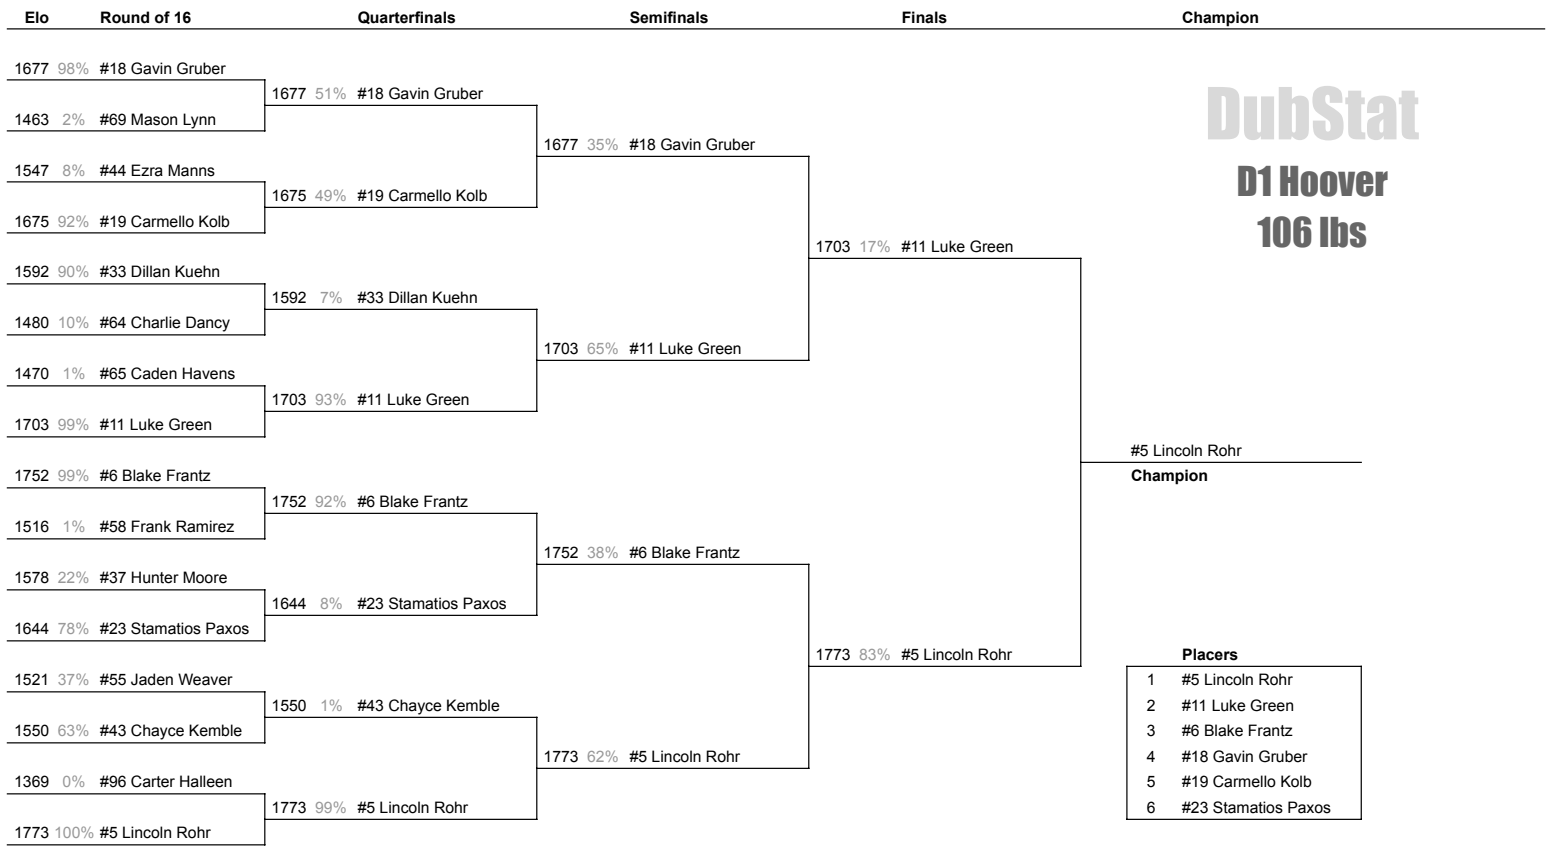 Elo Round of 16 Quarterfinals Semifinals Finals Champion
1677 98% #18 Gavin Gruber
1677 51% #18 Gavin Gruber
1463 2% #69 Mason Lynn
1677 35% #18 Gavin Gruber
1547 8% #44 Ezra Manns
1675 49% #19 Carmello Kolb
1675 92% #19 Carmello Kolb
1703 17% #11 Luke Green
1592 90% #33 Dillan Kuehn
1592 7% #33 Dillan Kuehn
1480 10% #64 Charlie Dancy
1703 65% #11 Luke Green
1470 1% #65 Caden Havens
1703 93% #11 Luke Green
1703 99% #11 Luke Green
#5 Lincoln Rohr
Champion
1752 99% #6 Blake Frantz
1752 92% #6 Blake Frantz
1516 1% #58 Frank Ramirez
1752 38% #6 Blake Frantz
1578 22% #37 Hunter Moore
1644 8% #23 Stamatios Paxos
1644 78% #23 Stamatios Paxos
1773 83% #5 Lincoln Rohr
1521 37% #55 Jaden Weaver
1550 1% #43 Chayce Kemble
1550 63% #43 Chayce Kemble
1773 62% #5 Lincoln Rohr
1369 0% #96 Carter Halleen
1773 99% #5 Lincoln Rohr
1773 100% #5 Lincoln Rohr
DubStat
D1 Hoover
106 lbs
Placers
1 #5 Lincoln Rohr
2 #11 Luke Green
3 #6 Blake Frantz
4 #18 Gavin Gruber
5 #19 Carmello Kolb
6 #23 Stamatios Paxos